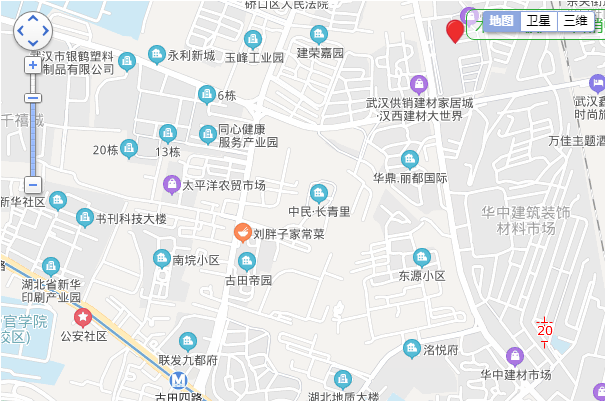 硚口区人民法院
地图
卫星
三维
永利新城
玉峰工业园
建荣嘉园
武汉市银鹤塑料
制品有限公司
6栋
武汉供销建材家居城
-汉西建材大世界
千禧城
同心健康
服务产业园
20栋
13栋
万佳主题酒
太平洋农贸市场
华鼎.丽都国际
新华社区
书刊科技大楼
中民·长青里
华中建筑装饰
材料市场
刘胖子家常菜
南垸小区
古田帝园
东源小区
湖北省新华
印刷产业园
官学院
校区)
公安社区
20
T
联发九都府
洺悦府
古田四路
湖北地质大楼
华中建材市场